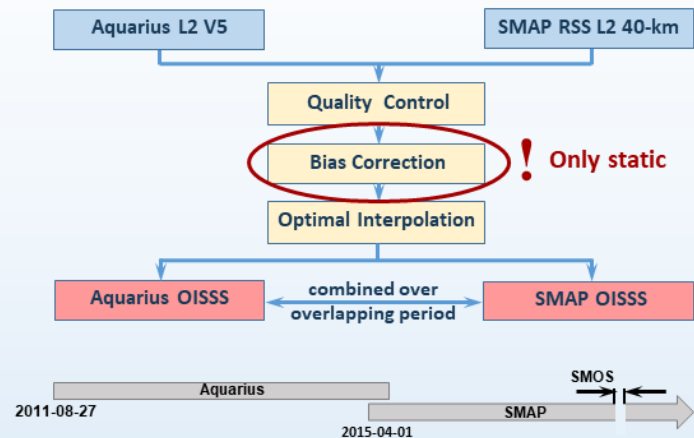 Aquarius L2 V5
SMAP RSS L2 40-km
Quality Control
Bias Correction
! Only static
Optimal Interpolation
Aquarius OISSS
combined over
overlapping period
SMAP OISSS
SMOS
Aquarius
2011-08-27
SMAP
2015-04-01